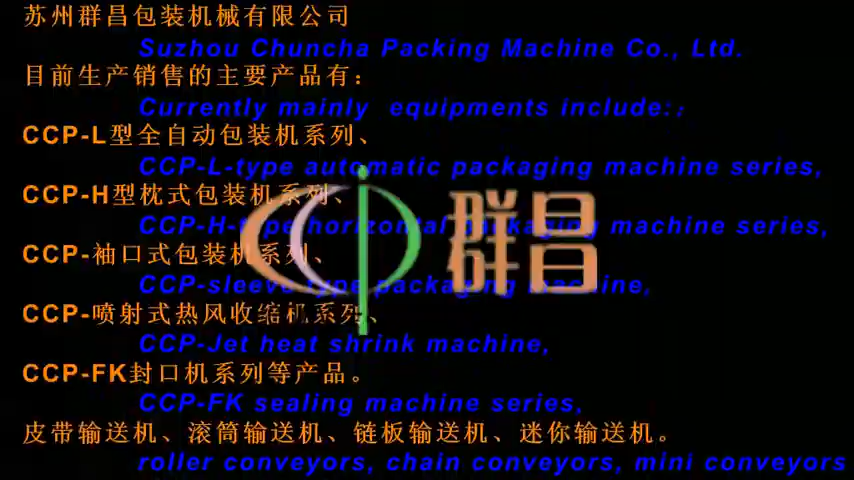 苏州群昌包装机械有限公司
Suzhou Chuncha Packing Machine Co., Ltd.
目前生产销售的主要产品有：
Currently mainly equipments include:；
CCP-L型全自动包装机系列、
CCP-L-type automatic packaging machine series,
CCP-H型枕式包装机系列、
CCP-H-type horizontal packaging machine series,
CCP-袖口式包装机系列、
CCP-sleeve type packaging machine,
CCP-喷射式热风收缩机系列、
CCP-Jet heat shrink machine,
CCP-FK封口机系列等产品。
CCP-FK sealing machine series,
皮带输送机、滚筒输送机、链板输送机、迷你输送机。
roller conveyors, chain conveyors, mini conveyors
CCP 群昌